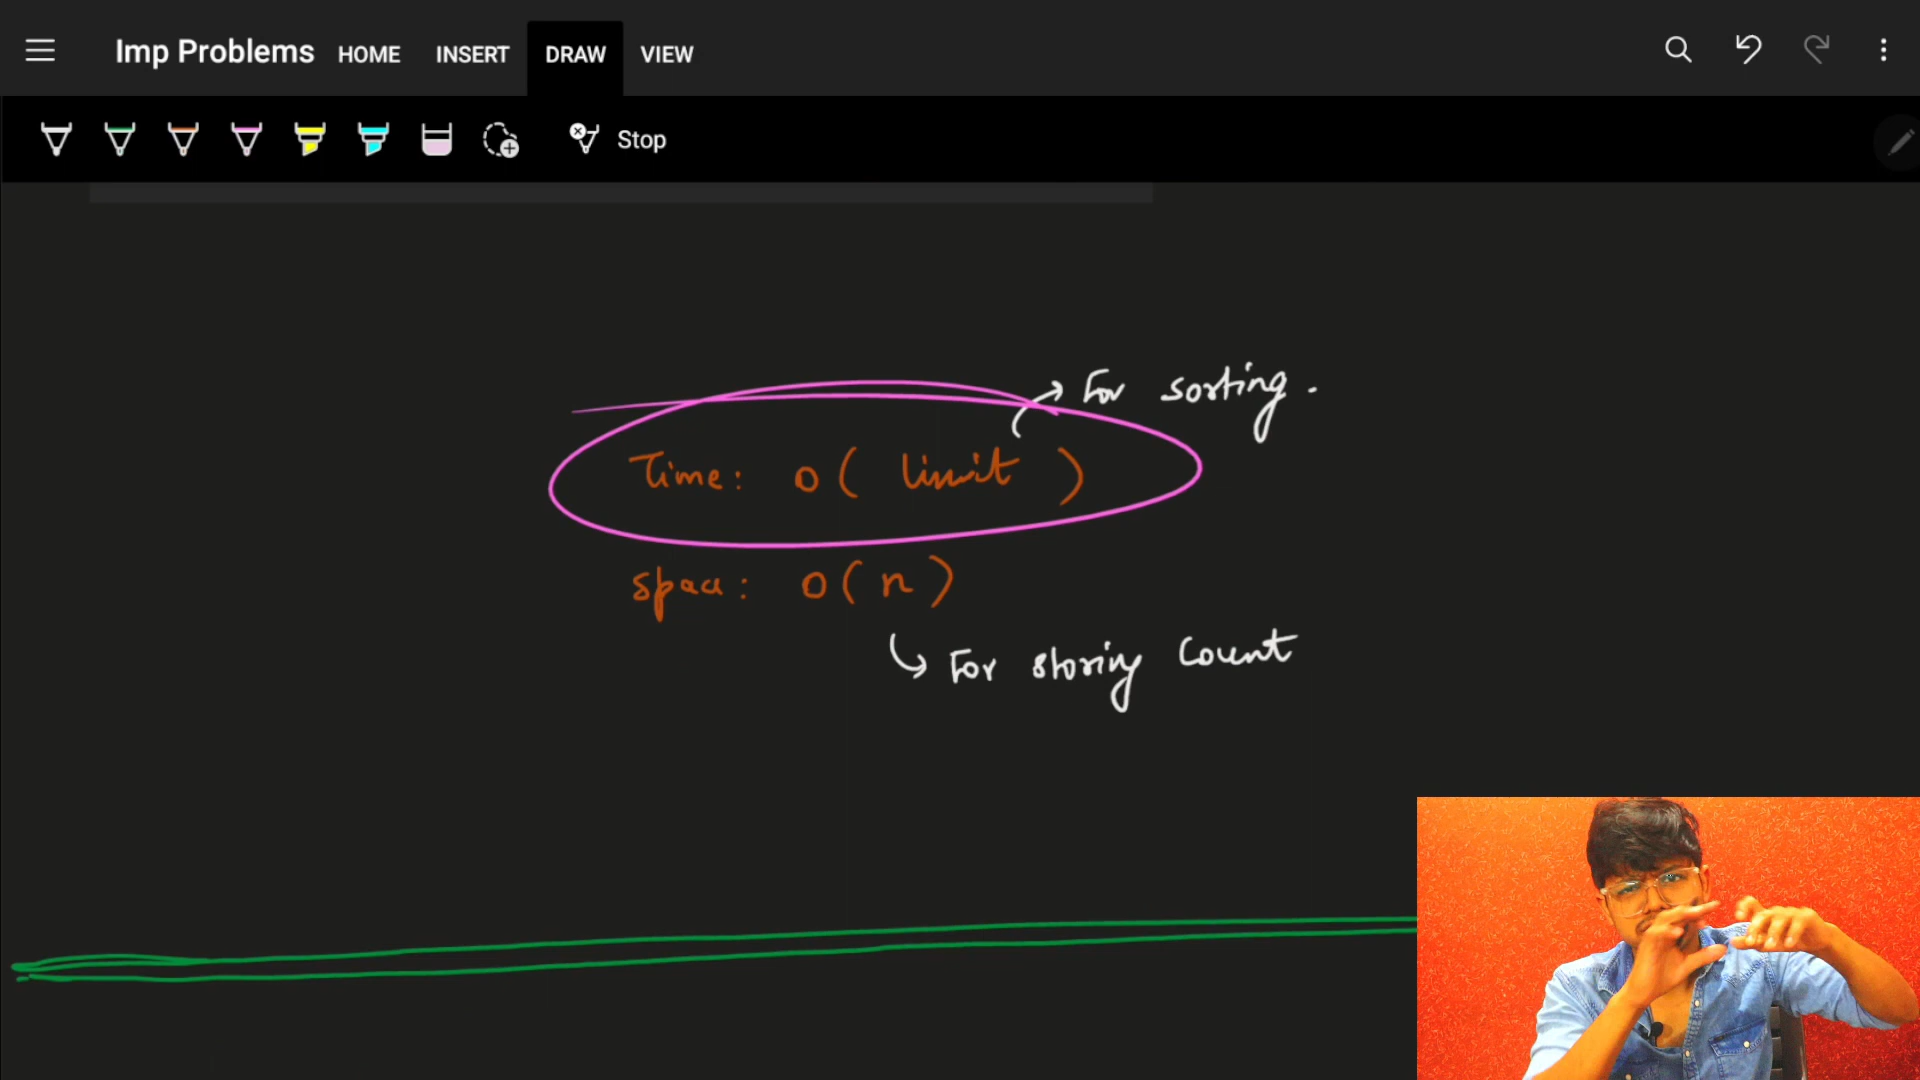 Imp Problems HOME INSERT DRAW VIEW
Stop
For sorting.
Time: O( limit )
Space: O(n)
For storing Count